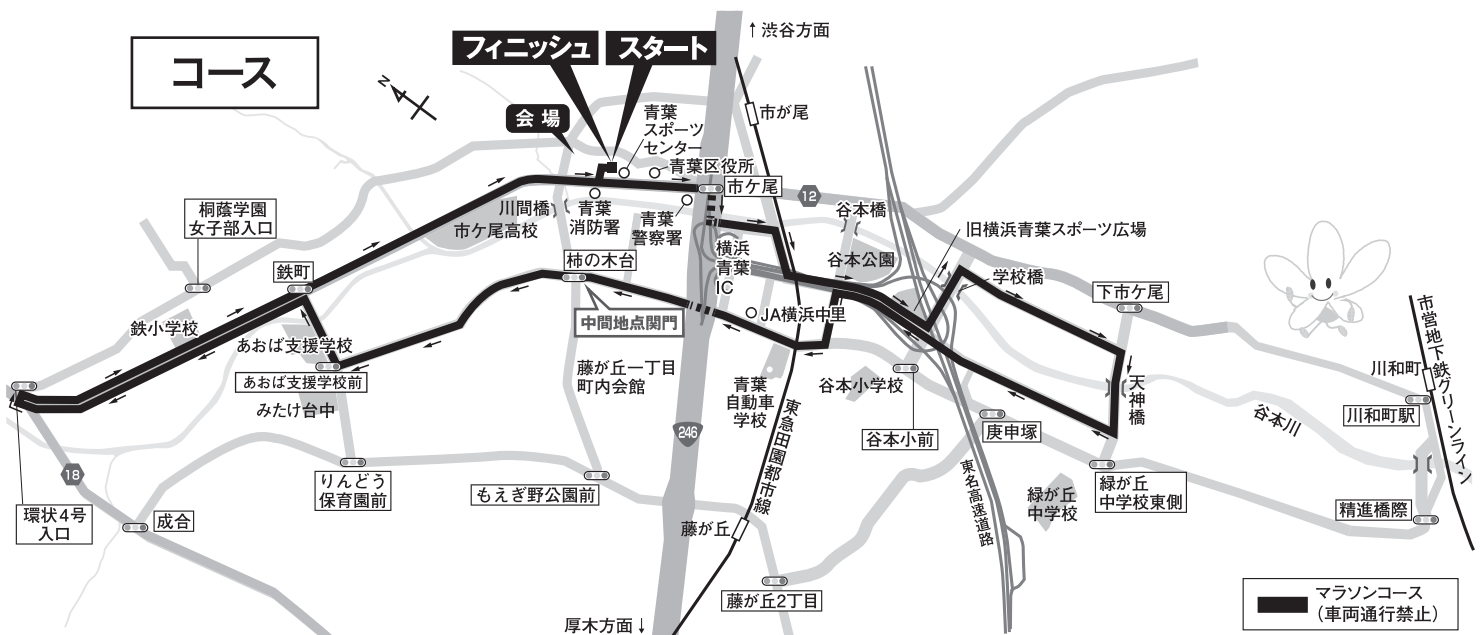 コース
N
フィニッシュ
スタート
会場
↑渋谷方面
市が尾
青葉
スポーツ
センター
青葉区役所
市ケ尾
12
谷本橋
桐蔭学園
女子部入口
川間橋
市ケ尾高校
青葉
消防署
青葉
警察署
横浜
青葉
IC
谷本公園
旧横浜青葉スポーツ広場
学校橋
鉄町
柿の木台
中間地点関門
JA横浜中里
下市ケ尾
市営地下鉄グリーンライン
鉄小学校
あおば支援学校
あおば支援学校前
みたけ台中
藤が丘一丁目
町内会館
青葉
自動車
学校
谷本小学校
谷本小前
庚申塚
天神橋
谷本川
川和町
川和町駅
246
東急田園都市線
東名高速道路
18
環状4号
入口
成合
りんどう
保育園前
もえぎ野公園前
藤が丘
藤が丘2丁目
緑が丘
中学校
緑が丘
中学校東側
精進橋際
厚木方面↓
マラソンコース
(車両通行禁止)